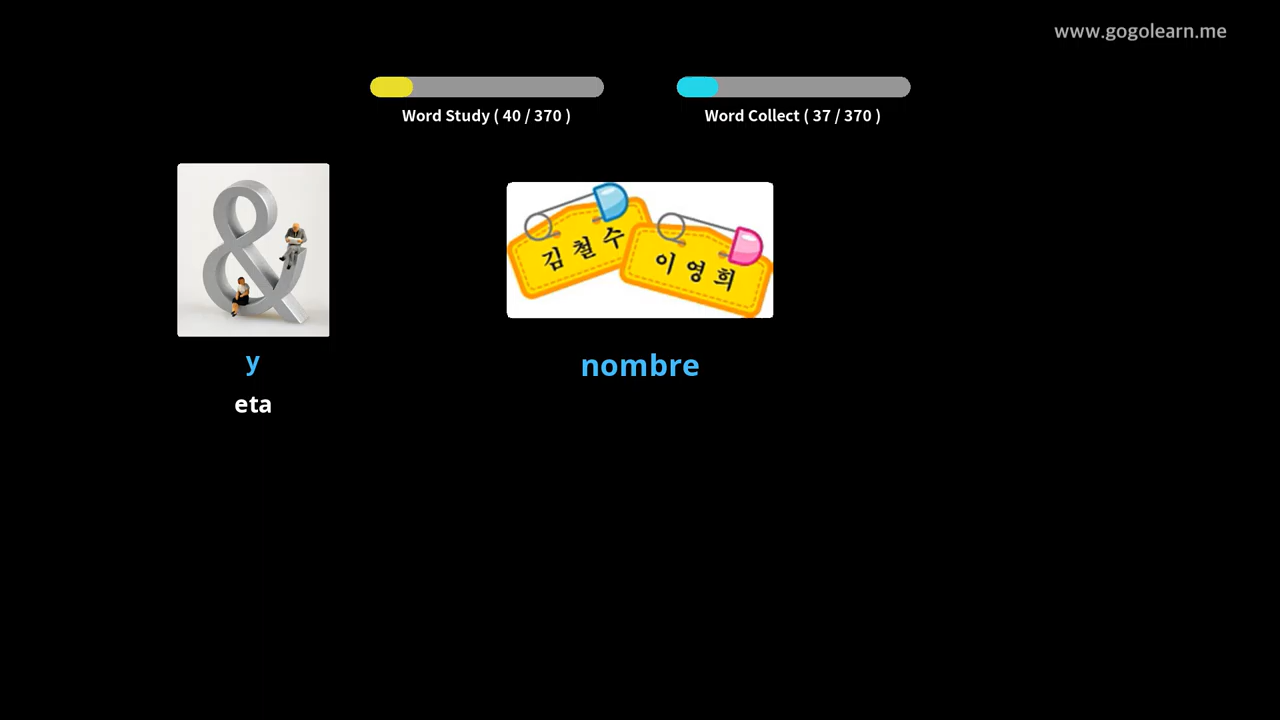 www.gogolearn.me
Word Study ( 40 / 370 )
Word Collect ( 37 / 370 )
&
김철수
이영희
y
nombre
eta